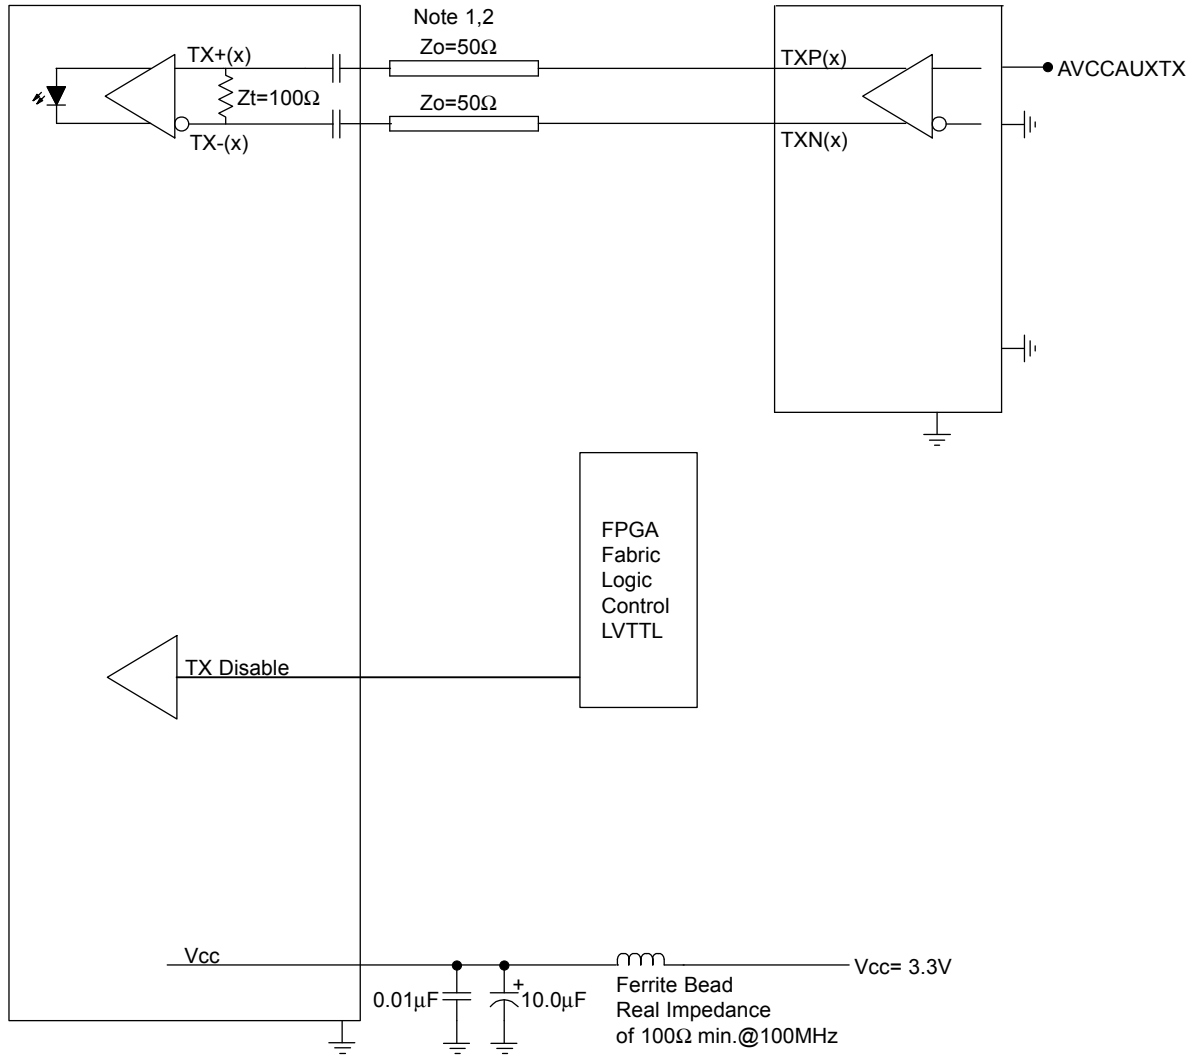 Note 1,2
TX+(x)
Zo=50Ω
TXP(x)
AVCCAUXTX
Zt=100Ω
Zo=50Ω
TX-(x)
TXN(x)
FPGA
Fabric
Logic
Control
LVTTL
TX Disable
Vcc
Vcc= 3.3V
0.01µF
+
10.0µF
Ferrite Bead
Real Impedance
of 100Ω min.@100MHz